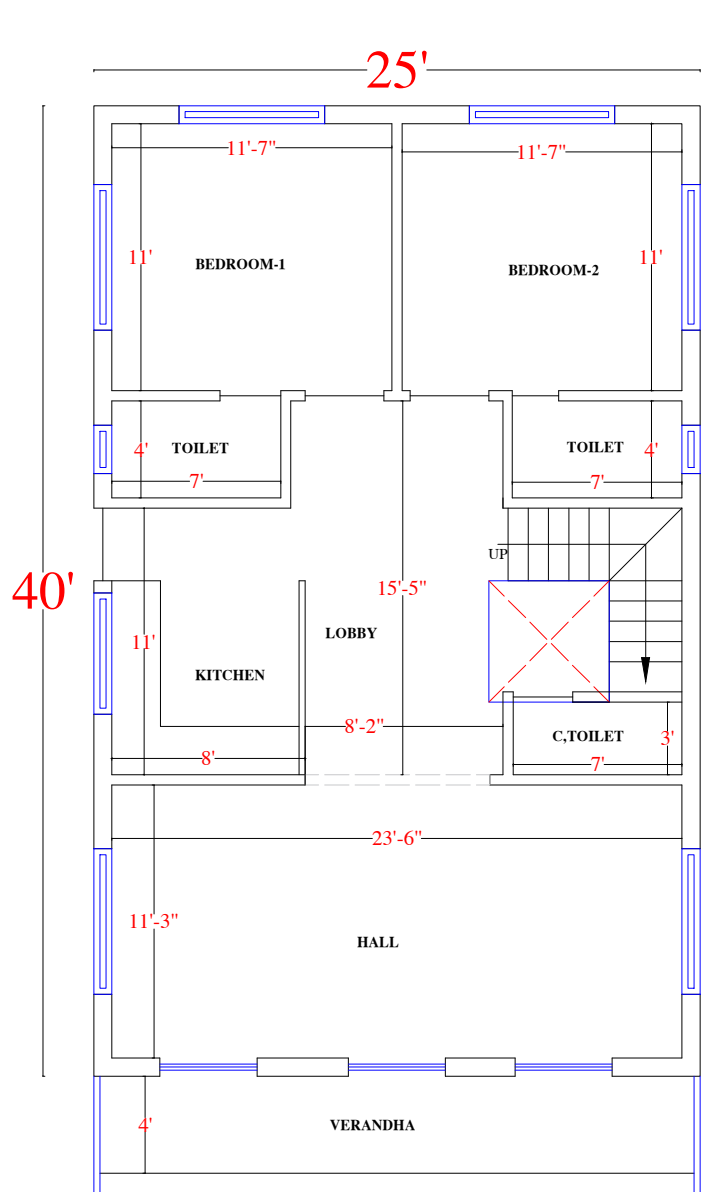 25'
11'-7"
11'-7"
11'
BEDROOM-1
11'
BEDROOM-2
4'
TOILET
TOILET
4'
7'
7'
UP
40'
15'-5"
11'
LOBBY
KITCHEN
8'-2"
C,TOILET
3'
8'
7'
23'-6"
11'-3"
HALL
4'
VERANDHA